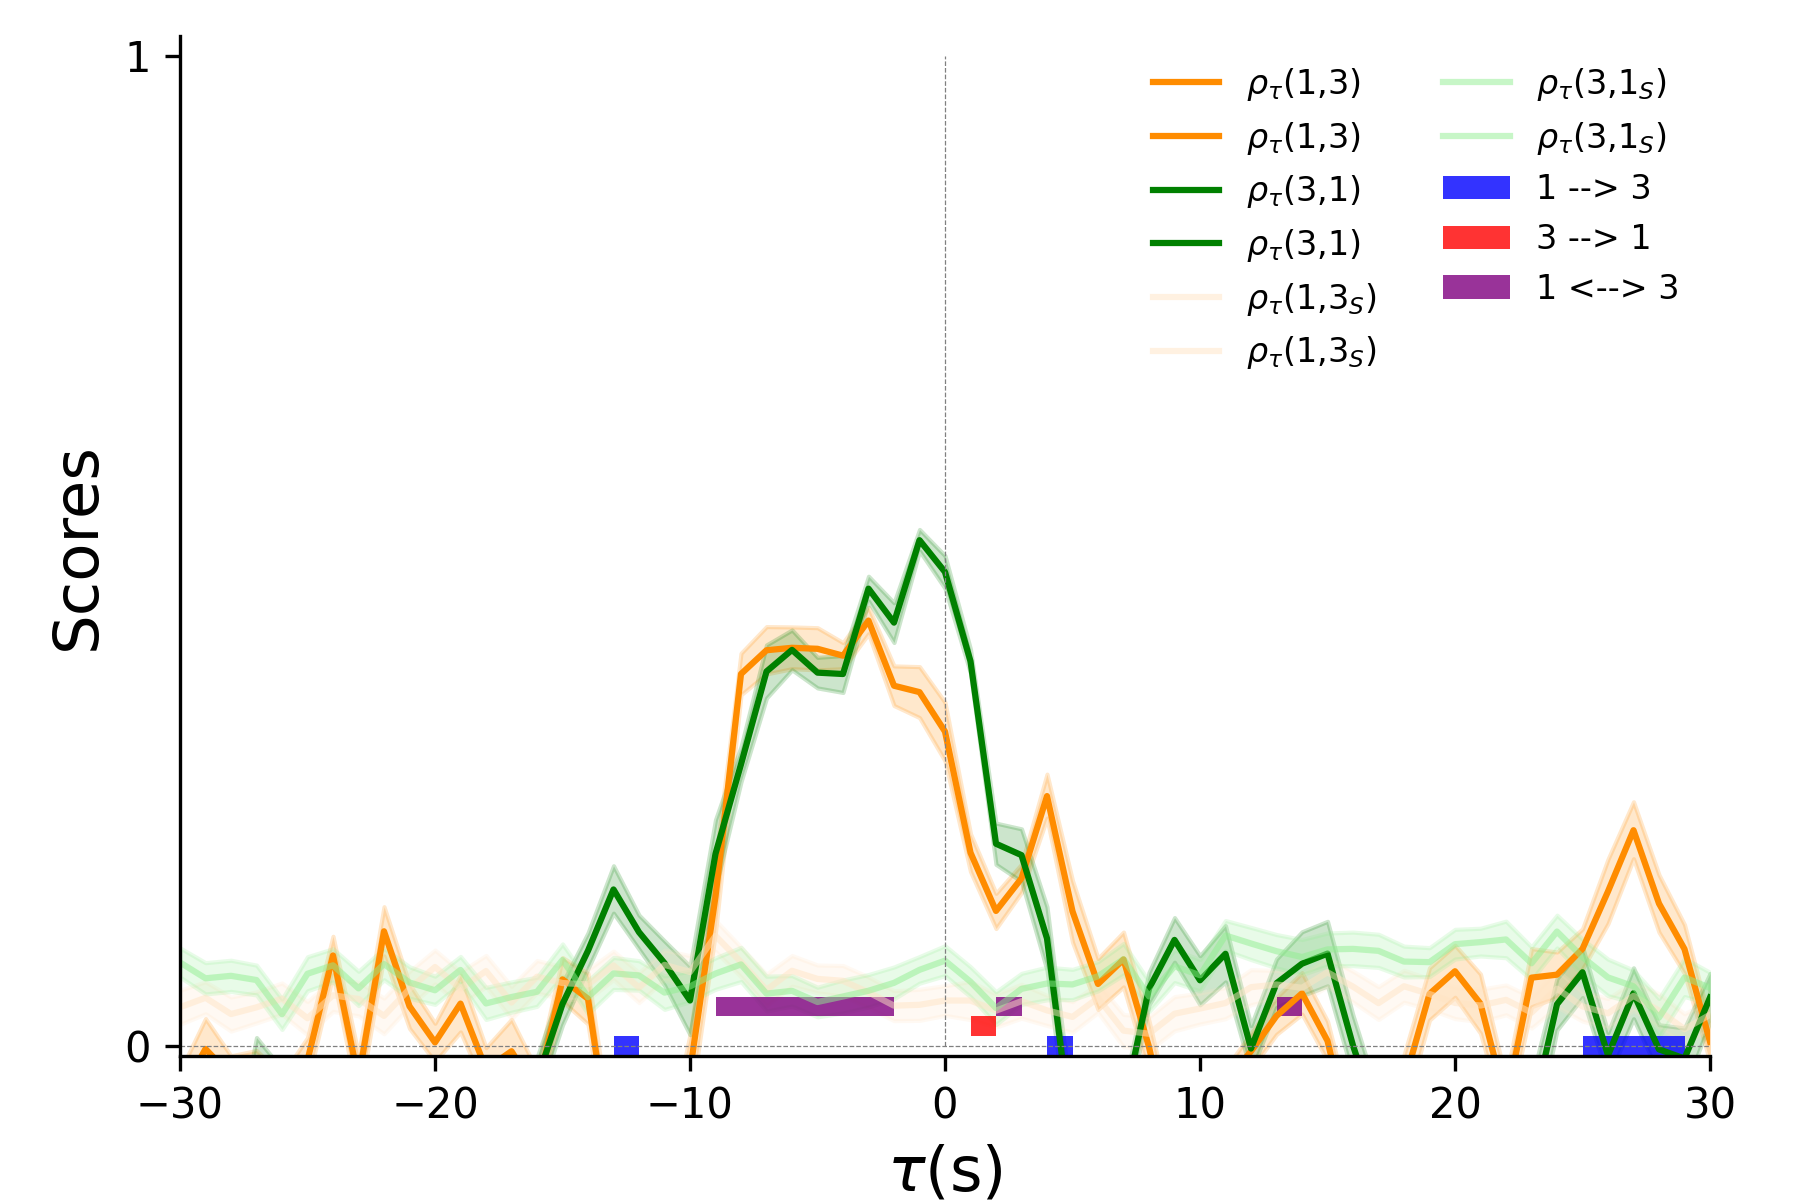 1
ρτ(1,3)
ρτ(1,3)
ρτ(3,1)
ρτ(3,1)
ρτ(1,3S)
ρτ(1,3S)
ρτ(3,1S)
ρτ(3,1S)
1 --> 3
3 --> 1
1 <--> 3
Scores
0
−30 −20 −10 0 10 20 30
τ(s)